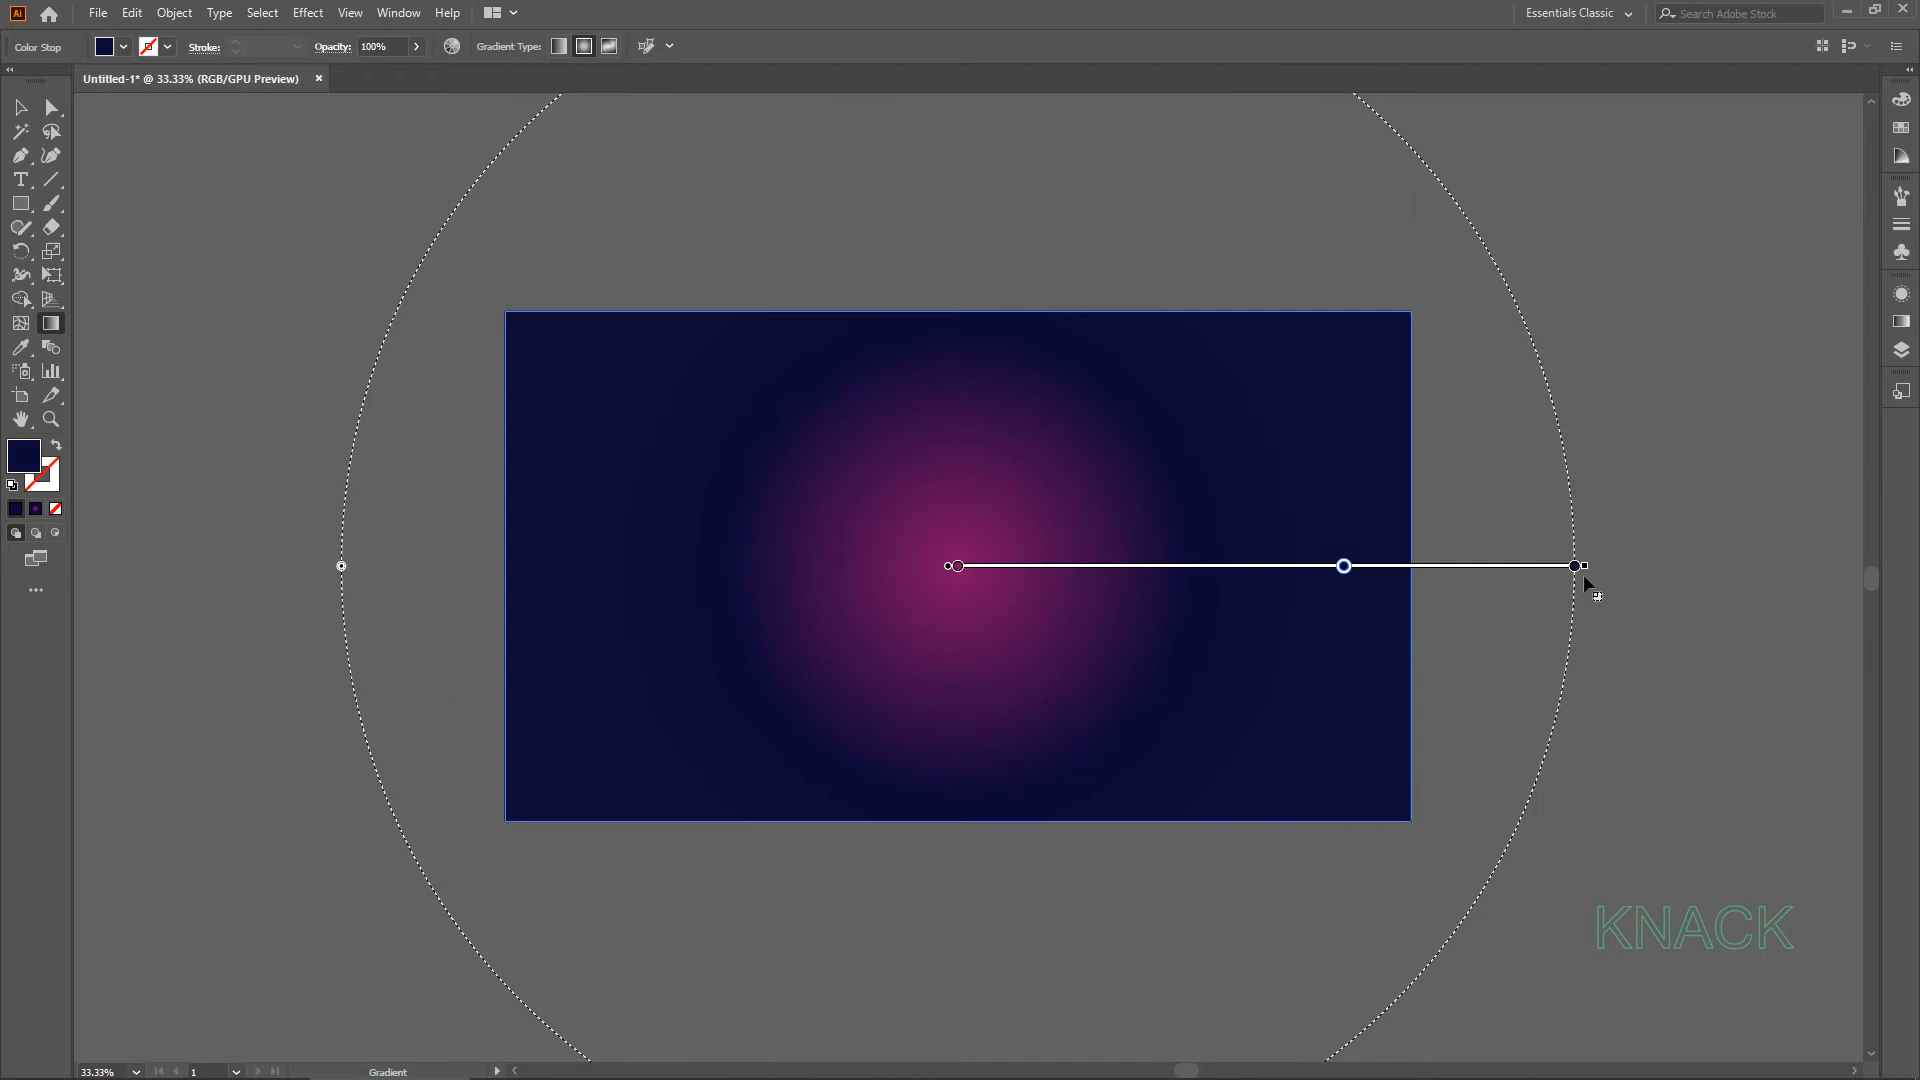 Ai File Edit Object Type Select Effect View Window Help Essentials Classic Search Adobe Stock
Color Stop Stroke: Opacity: 100% Gradient Type:
Untitled-1* @ 33.33% (RGB/GPU Preview)
KNACK
33.33% 1 Gradient